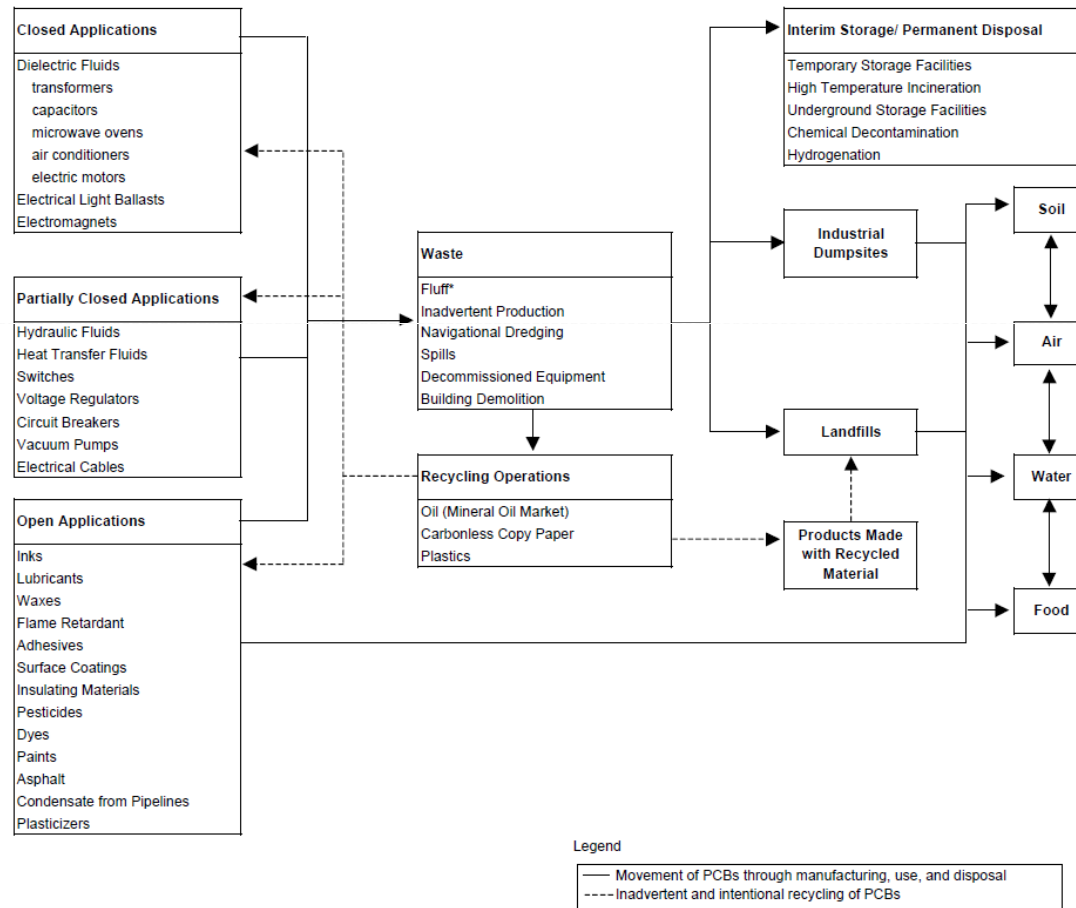 Closed Applications
Dielectric Fluids
transformers
capacitors
microwave ovens
air conditioners
electric motors
Electrical Light Ballasts
Electromagnets
Partially Closed Applications
Hydraulic Fluids
Heat Transfer Fluids
Switches
Voltage Regulators
Circuit Breakers
Vacuum Pumps
Electrical Cables
Open Applications
Inks
Lubricants
Waxes
Flame Retardant
Adhesives
Surface Coatings
Insulating Materials
Pesticides
Dyes
Paints
Asphalt
Condensate from Pipelines
Plasticizers
Waste
Fluff*
Inadvertent Production
Navigational Dredging
Spills
Decommissioned Equipment
Building Demolition
Recycling Operations
Oil (Mineral Oil Market)
Carbonless Copy Paper
Plastics
Interim Storage/ Permanent Disposal
Temporary Storage Facilities
High Temperature Incineration
Underground Storage Facilities
Chemical Decontamination
Hydrogenation
Industrial
Dumpsites
Landfills
Products Made
with Recycled
Material
Soil
Air
Water
Food
Legend
Movement of PCBs through manufacturing, use, and disposal
Inadvertent and intentional recycling of PCBs